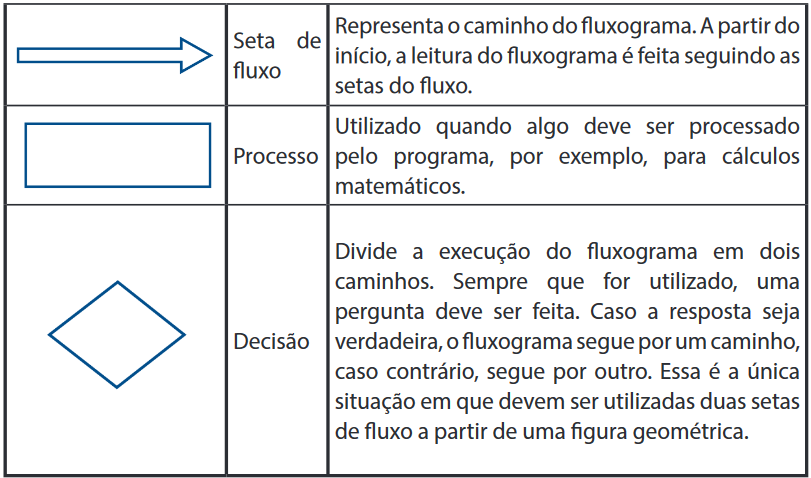 Seta de
fluxo
Representa o caminho do fluxograma. A partir do
início, a leitura do fluxograma é feita seguindo as
setas do fluxo.
Processo
Utilizado quando algo deve ser processado
pelo programa, por exemplo, para cálculos
matemáticos.
Decisão
Divide a execução do fluxograma em dois
caminhos. Sempre que for utilizado, uma
pergunta deve ser feita. Caso a resposta seja
verdadeira, o fluxograma segue por um caminho,
caso contrário, segue por outro. Essa é a única
situação em que devem ser utilizadas duas setas
de fluxo a partir de uma figura geométrica.